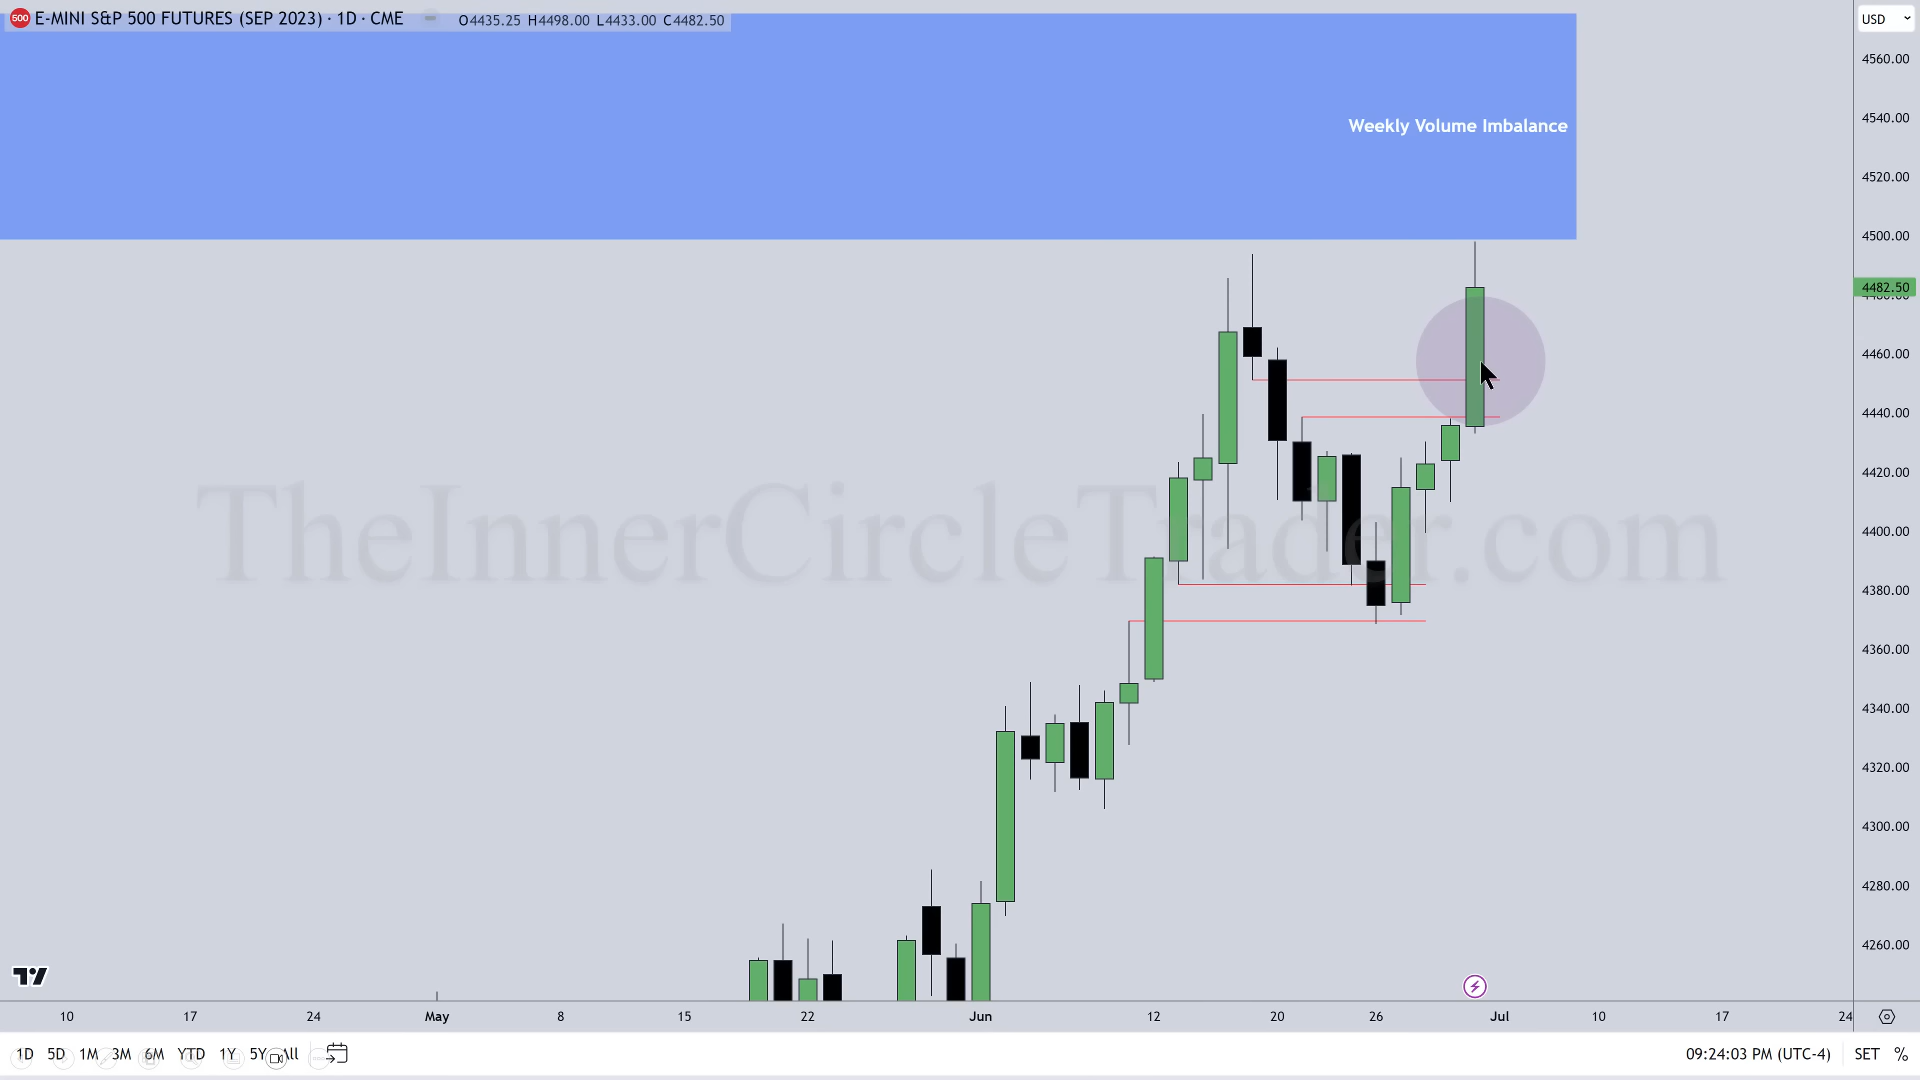 500 E-MINI S&P 500 FUTURES (SEP 2023) · 1D · CME O4435.25 H4498.00 L4433.00 C4482.50
USD
4560.00
Weekly Volume Imbalance
4540.00
4520.00
4500.00
4482.50
4460.00
4440.00
4420.00
TheInnerCircleTrader.com
4400.00
4380.00
4360.00
4340.00
4320.00
4300.00
4280.00
4260.00
10 17 24 May 8 15 22 Jun 12 20 26 Jul 10 17 24
1D 5D 1M 3M 6M YTD 1Y 5Y All
09:24:03 PM (UTC-4) SET %